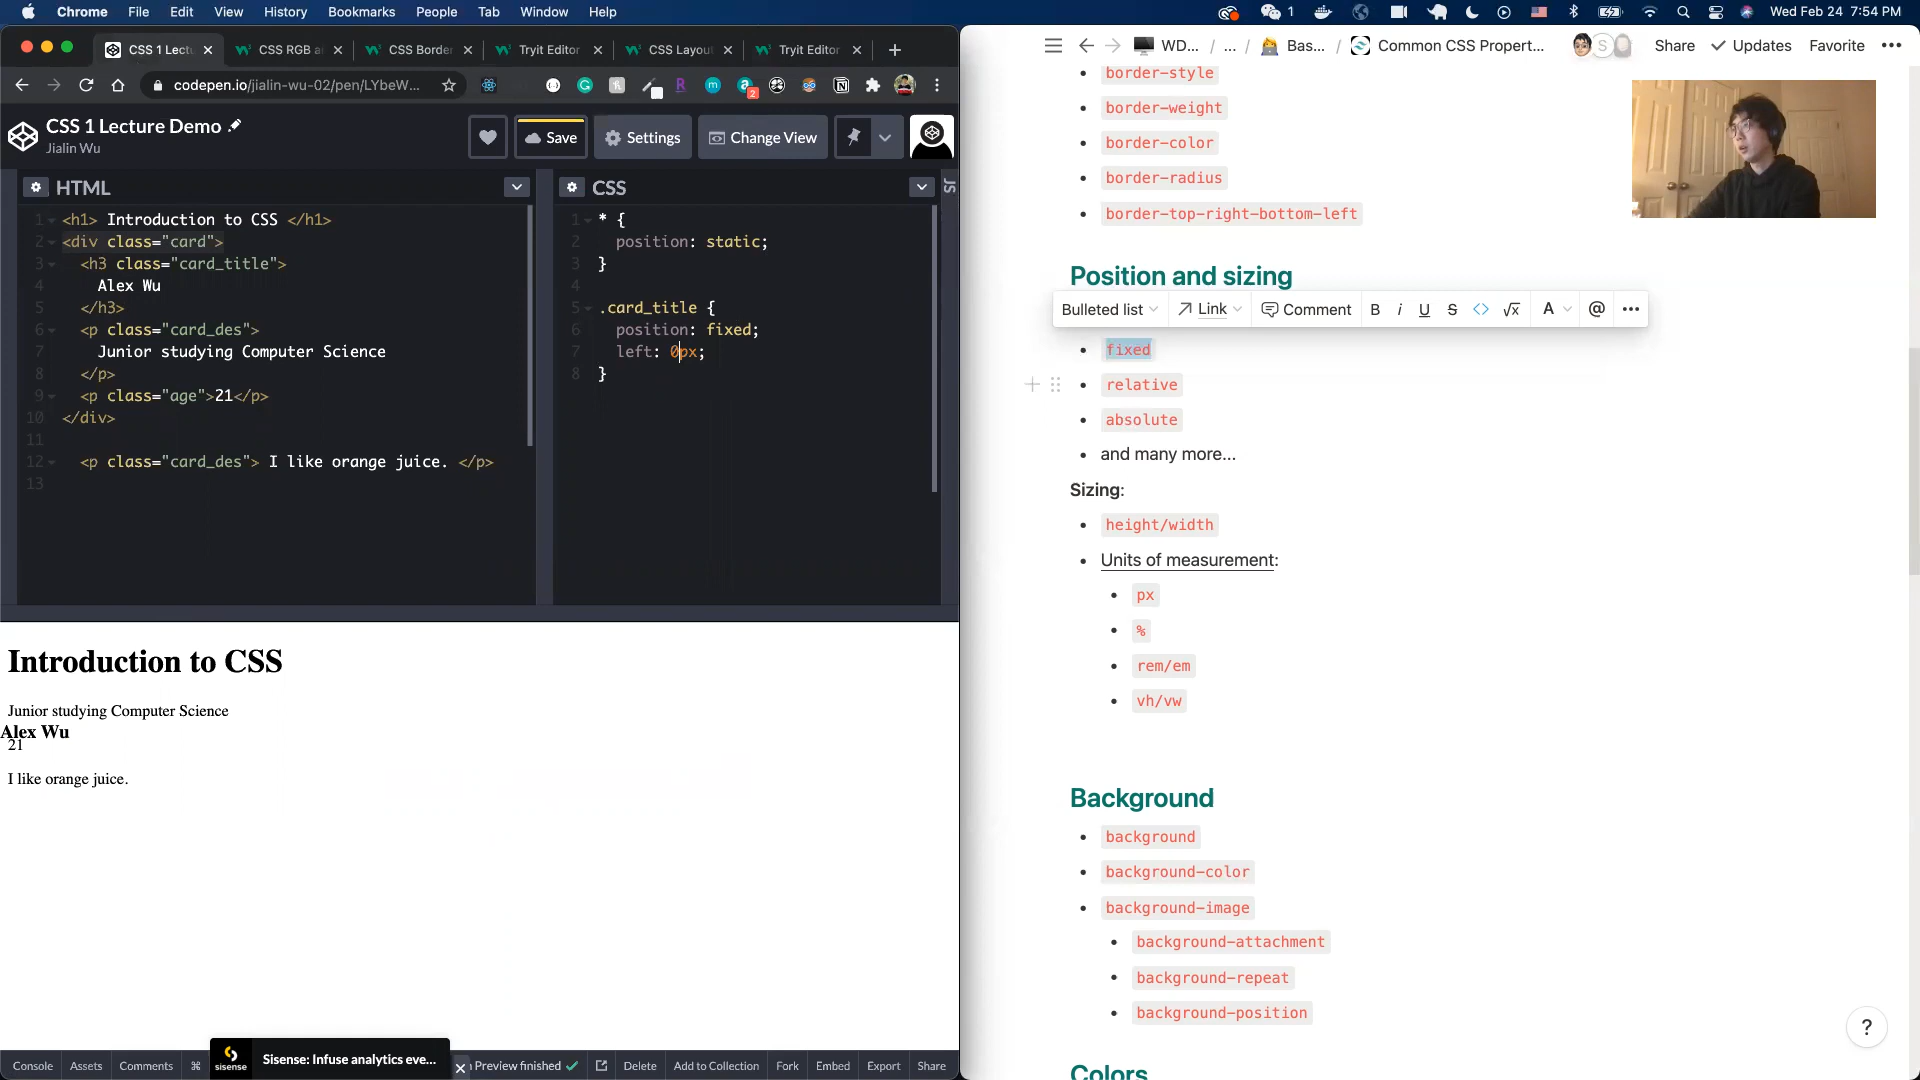 Chrome File Edit View History Bookmarks People Tab Window Help
1
Wed Feb 24 7:54 PM
CSS 1 Lect
CSS RGB a
CSS Border
Tryit Editor
CSS Layou
Tryit Editor
codepen.io/jialin-wu-02/pen/LYbeW...
CSS 1 Lecture Demo
Jialin Wu
Save
Settings
Change View
HTML
1 <h1> Introduction to CSS </h1>
2 <div class="card">
3 <h3 class="card_title">
4 Alex Wu
5 </h3>
6 <p class="card_des">
7 Junior studying Computer Science
8 </p>
9 <p class="age">21</p>
10 </div>
11
12 <p class="card_des"> I like orange juice. </p>
13
CSS
JS
1 * {
2 position: static;
3 }
4
5 .card_title {
6 position: fixed;
7 left: 0px;
8 }
Introduction to CSS
Junior studying Computer Science
Alex Wu
21
I like orange juice.
Console
Assets
Comments
⌘
sisense
Sisense: Infuse analytics eve...
Preview finished
Delete
Add to Collection
Fork
Embed
Export
Share
WD... / ... / Bas... / Common CSS Propert...
S
Share
Updates
Favorite
border-style
border-weight
border-color
border-radius
border-top-right-bottom-left
Position and sizing
Bulleted list
Link
Comment
B i U S <> √x A @ •••
fixed
relative
absolute
and many more...
Sizing:
height/width
Units of measurement:
px
%
rem/em
vh/vw
Background
background
background-color
background-image
background-attachment
background-repeat
background-position
Colors
?